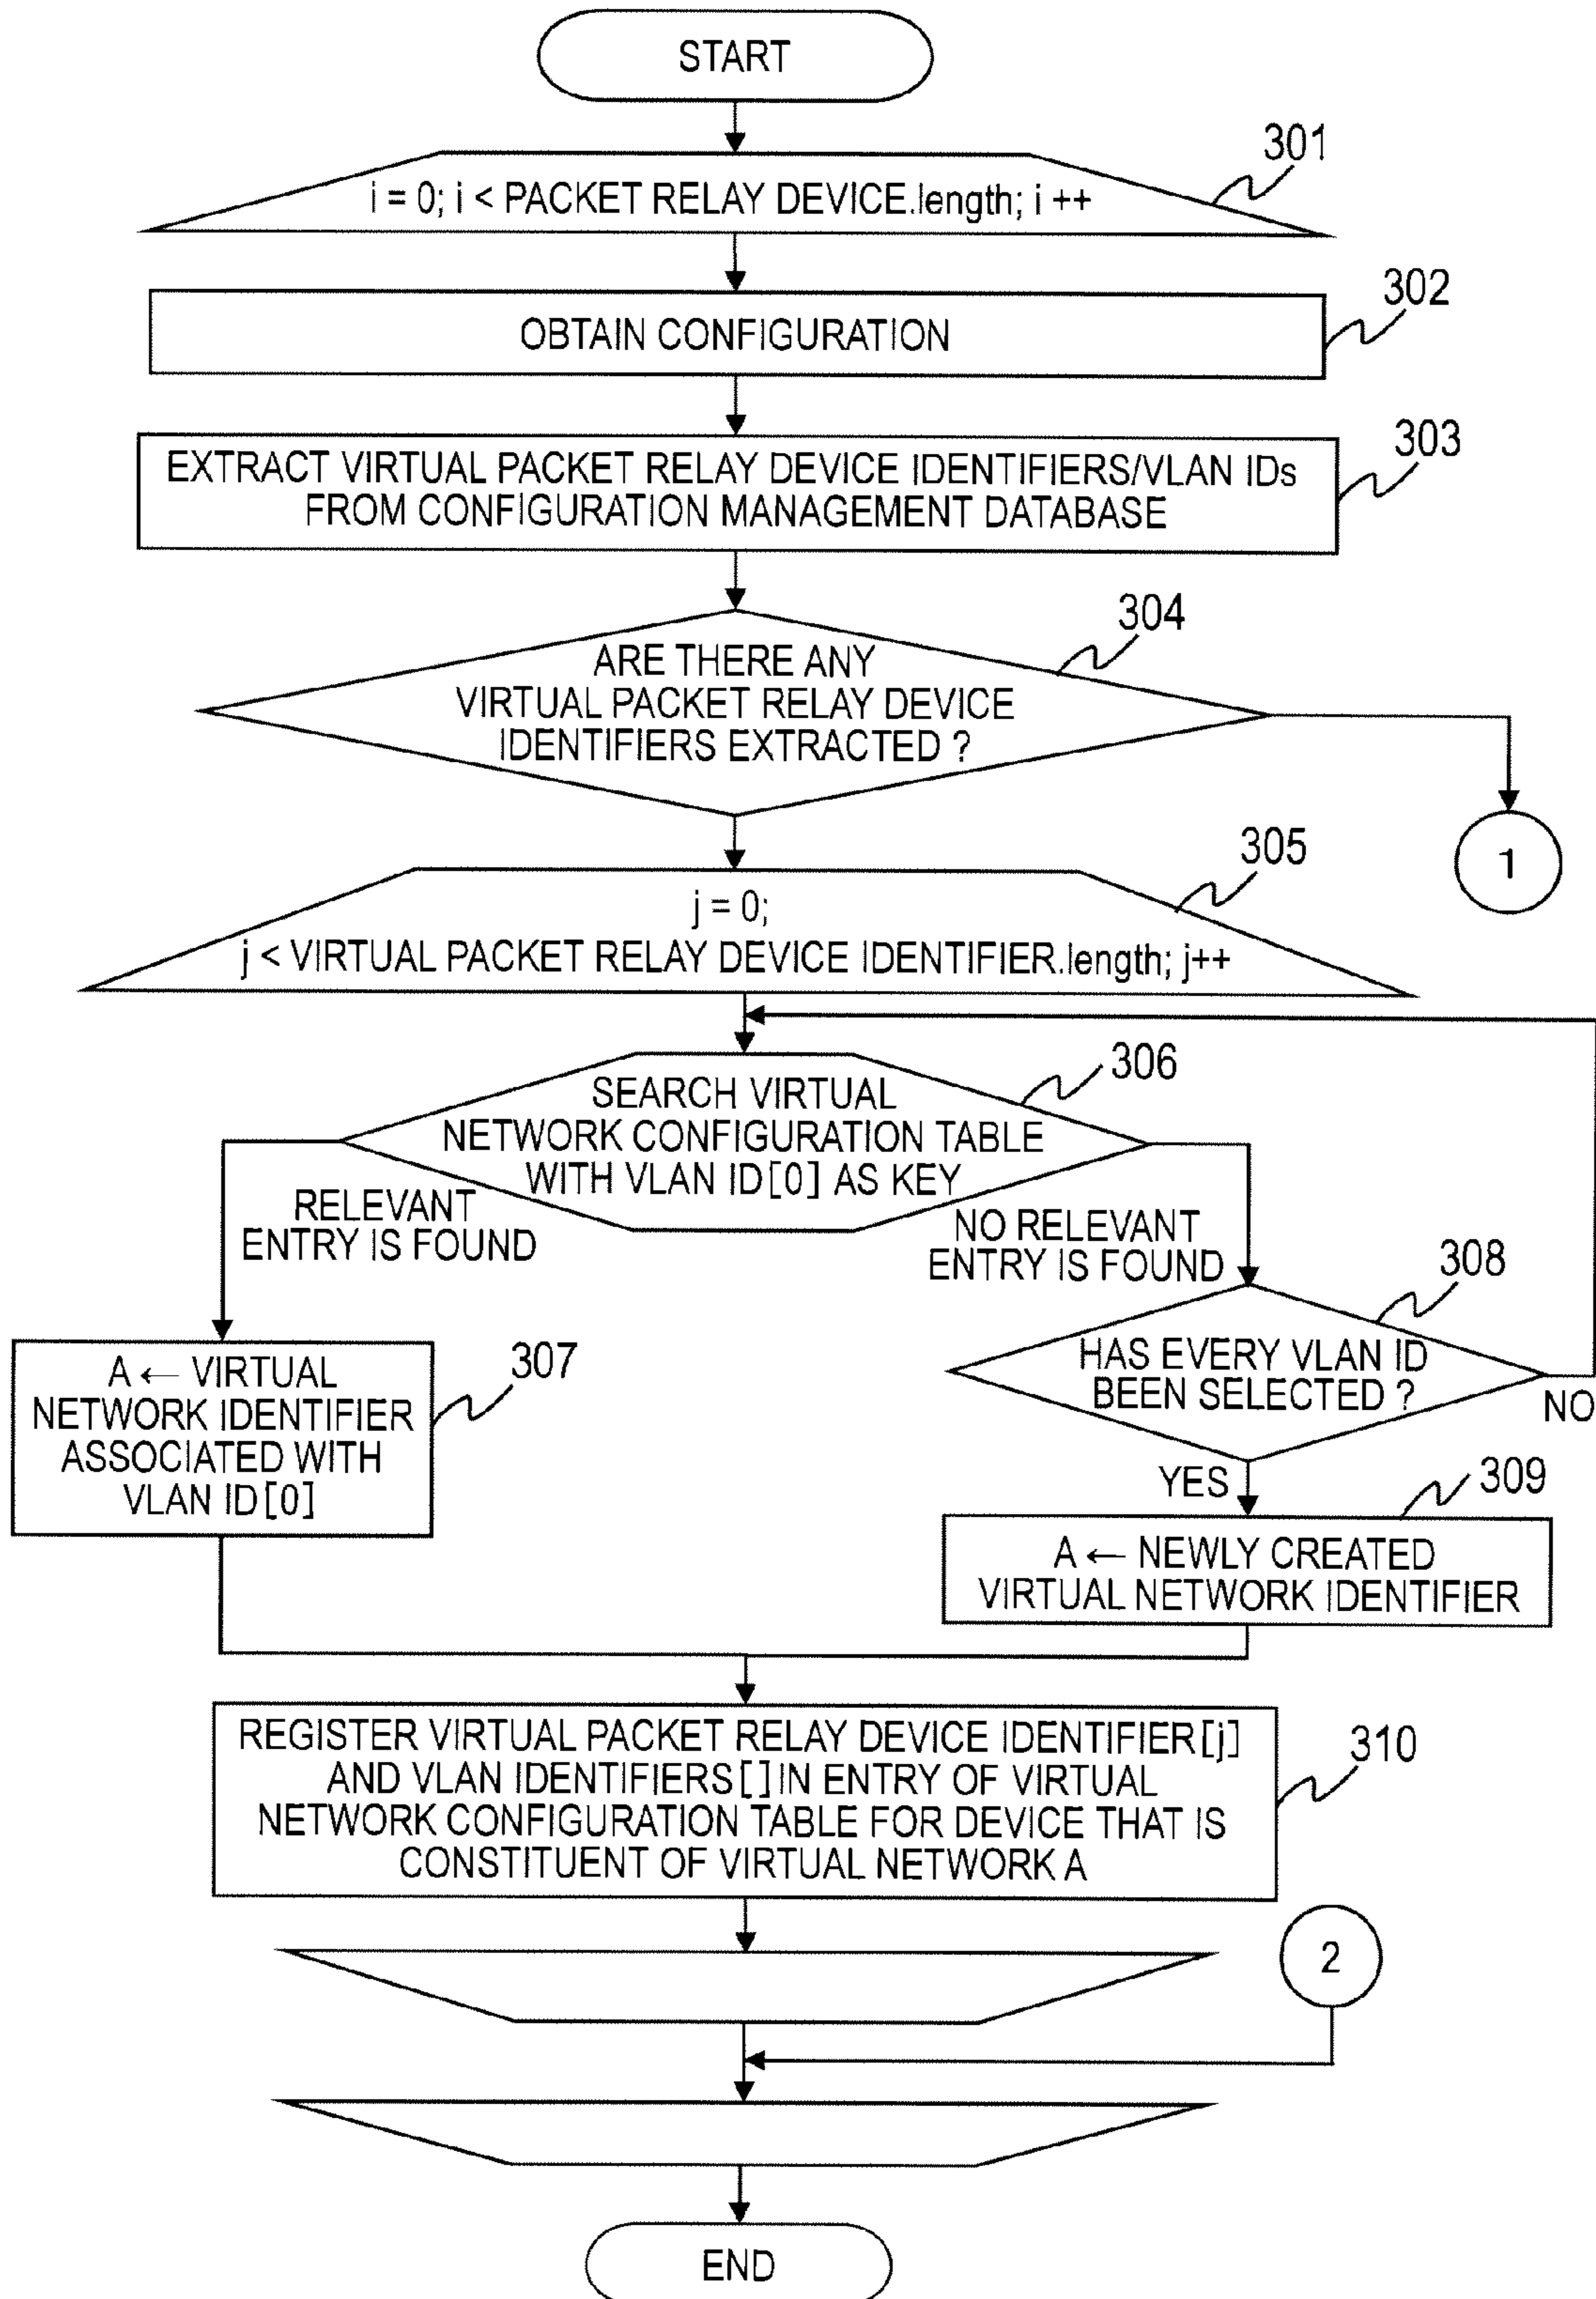 START
301
i = 0; i < PACKET RELAY DEVICE.length; i ++
302
OBTAIN CONFIGURATION
303
EXTRACT VIRTUAL PACKET RELAY DEVICE IDENTIFIERS/VLAN IDs
FROM CONFIGURATION MANAGEMENT DATABASE
304
ARE THERE ANY
VIRTUAL PACKET RELAY DEVICE
IDENTIFIERS EXTRACTED ?
1
305
j = 0;
j < VIRTUAL PACKET RELAY DEVICE IDENTIFIER.length; j++
306
SEARCH VIRTUAL
NETWORK CONFIGURATION TABLE
WITH VLAN ID[0] AS KEY
RELEVANT
ENTRY IS FOUND
NO RELEVANT
ENTRY IS FOUND
308
HAS EVERY VLAN ID
BEEN SELECTED ?
NO
307
A ← VIRTUAL
NETWORK IDENTIFIER
ASSOCIATED WITH
VLAN ID[0]
YES
309
A ← NEWLY CREATED
VIRTUAL NETWORK IDENTIFIER
310
REGISTER VIRTUAL PACKET RELAY DEVICE IDENTIFIER[j]
AND VLAN IDENTIFIERS[] IN ENTRY OF VIRTUAL
NETWORK CONFIGURATION TABLE FOR DEVICE THAT IS
CONSTITUENT OF VIRTUAL NETWORK A
2
END